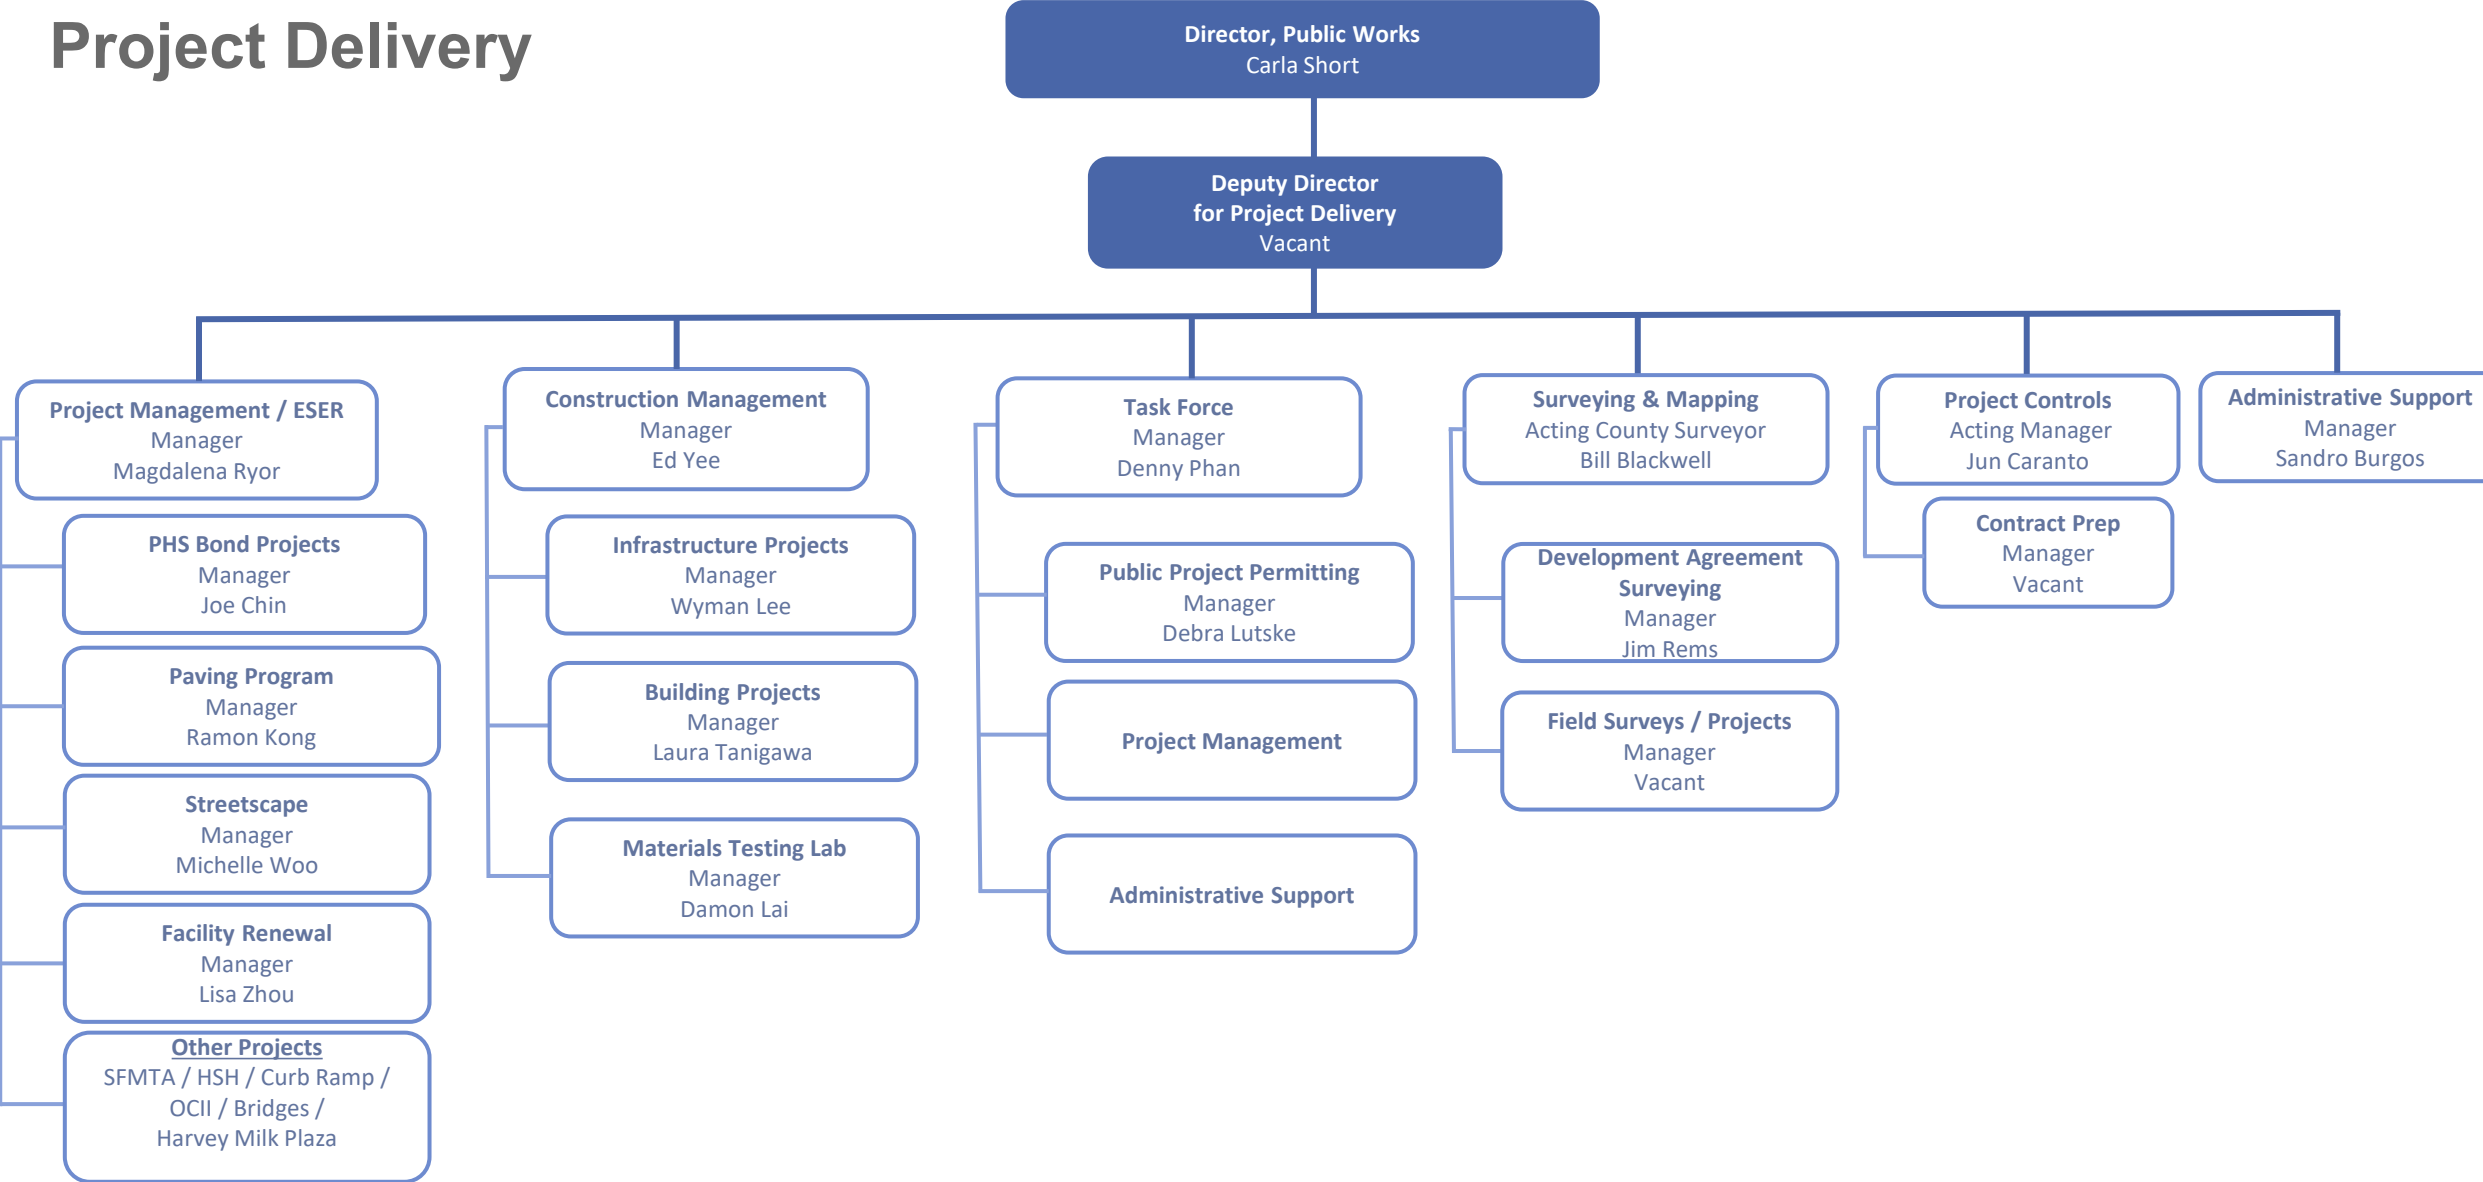 Project Delivery
Director, Public Works
Carla Short
Deputy Director
for Project Delivery
Vacant
Project Management / ESER
Manager
Magdalena Ryor
PHS Bond Projects
Manager
Joe Chin
Paving Program
Manager
Ramon Kong
Streetscape
Manager
Michelle Woo
Facility Renewal
Manager
Lisa Zhou
Other Projects
SFMTA / HSH / Curb Ramp /
OCII / Bridges /
Harvey Milk Plaza
Construction Management
Manager
Ed Yee
Infrastructure Projects
Manager
Wyman Lee
Building Projects
Manager
Laura Tanigawa
Materials Testing Lab
Manager
Damon Lai
Task Force
Manager
Denny Phan
Public Project Permitting
Manager
Debra Lutske
Project Management
Administrative Support
Surveying & Mapping
Acting County Surveyor
Bill Blackwell
Development Agreement
Surveying
Manager
Jim Rems
Field Surveys / Projects
Manager
Vacant
Project Controls
Acting Manager
Jun Caranto
Contract Prep
Manager
Vacant
Administrative Support
Manager
Sandro Burgos